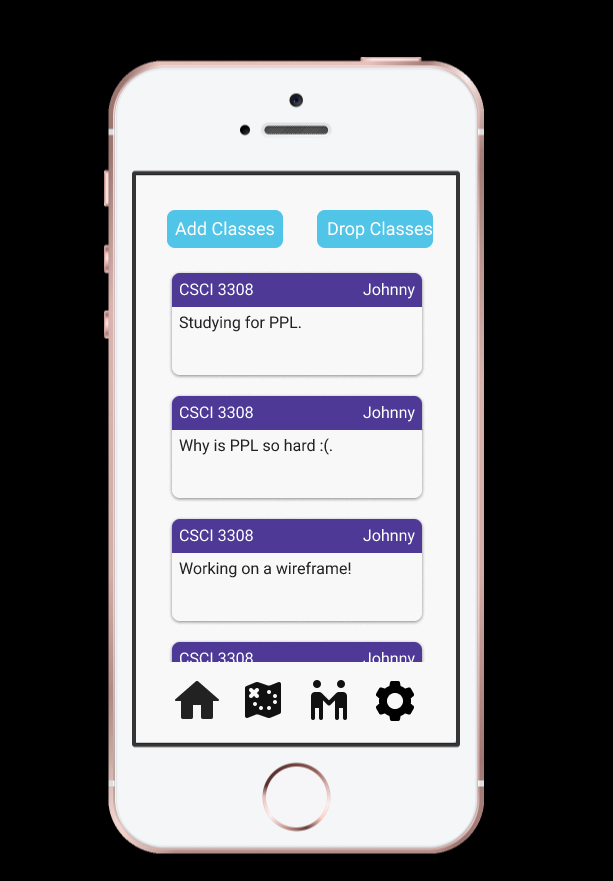 Add Classes Drop Classes
CSCI 3308 Johnny
Studying for PPL.
CSCI 3308 Johnny
Why is PPL so hard :(.
CSCI 3308 Johnny
Working on a wireframe!
CSCI 3308 Johnny